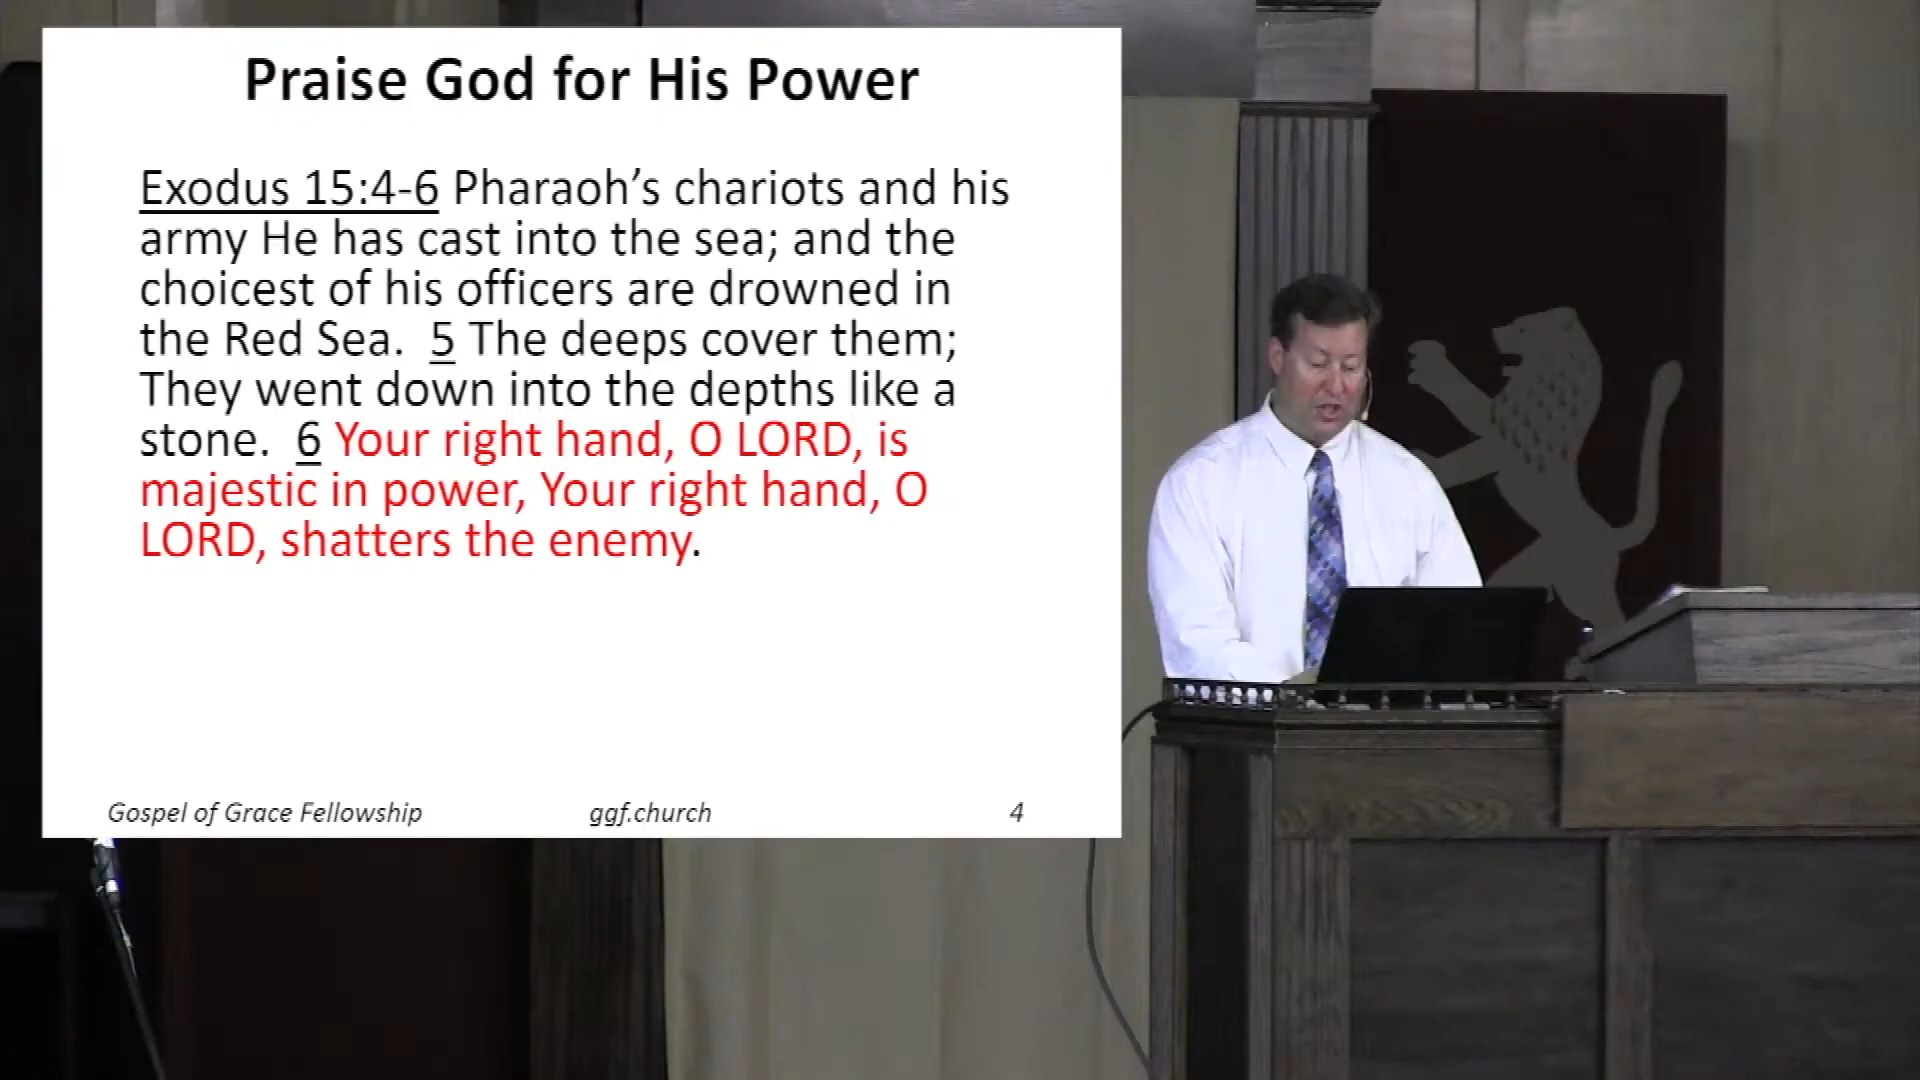 Praise God for His Power
Exodus 15:4-6 Pharaoh’s chariots and his
army He has cast into the sea; and the
choicest of his officers are drowned in
the Red Sea.  5 The deeps cover them;
They went down into the depths like a
stone.  6 Your right hand, O LORD, is
majestic in power, Your right hand, O
LORD, shatters the enemy.
Gospel of Grace Fellowship ggf.church 4